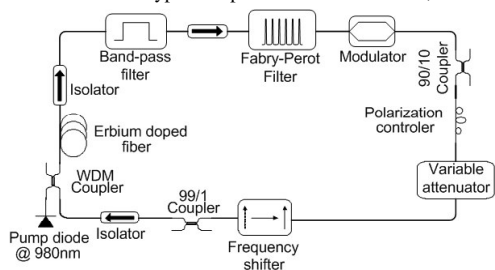 Band-pass
filter
Fabry-Perot
Filter
Modulator
90/10
Coupler
Isolator
Erbium doped
fiber
Polarization
controler
WDM
Coupler
Variable
attenuator
99/1
Coupler
Pump diode
@ 980nm
Isolator
Frequency
shifter